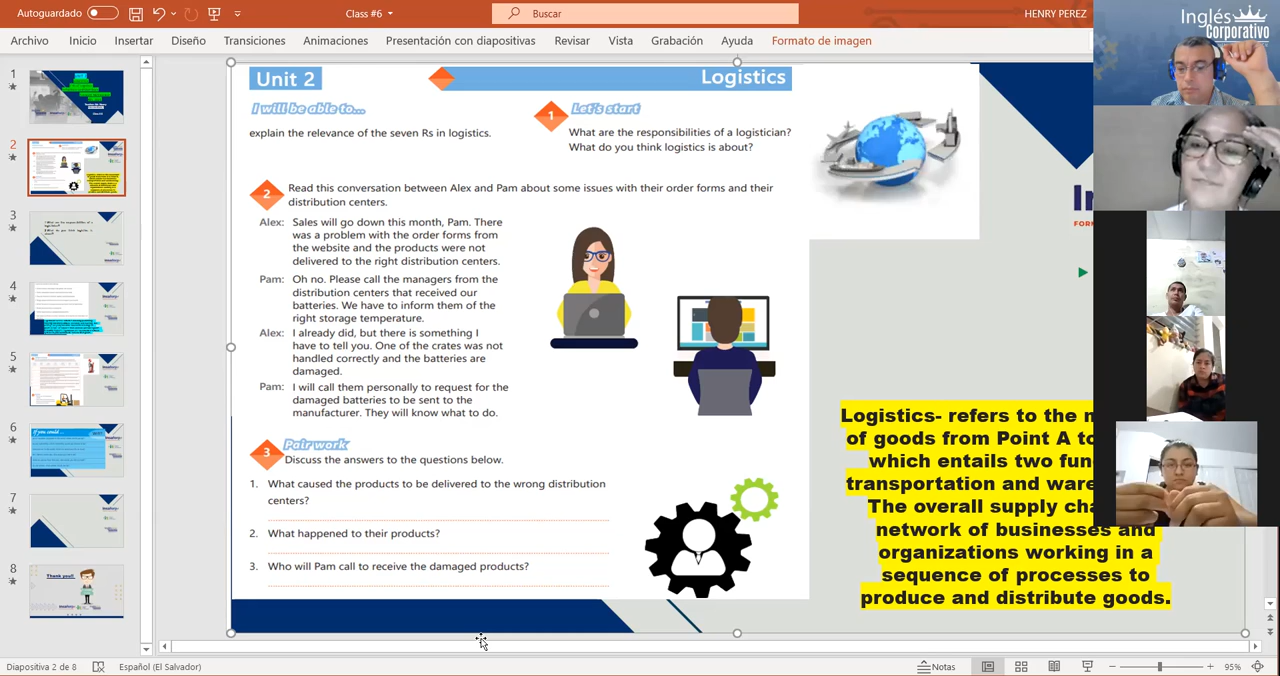 Autoguardado
Class #6
Buscar
HENRY PEREZ
Archivo
Inicio
Insertar
Diseño
Transiciones
Animaciones
Presentación con diapositivas
Revisar
Vista
Grabación
Ayuda
Formato de imagen
Inglés
Corporativo
1
2
3
4
5
6
7
8
If you could ...
Thank you!!
Unit 2
Logistics
I will be able to...
explain the relevance of the seven Rs in logistics.
1
Let's start
What are the responsibilities of a logistician?
What do you think logistics is about?
2
Read this conversation between Alex and Pam about some issues with their order forms and their
distribution centers.
Alex: Sales will go down this month, Pam. There
was a problem with the order forms from
the website and the products were not
delivered to the right distribution centers.
Pam: Oh no. Please call the managers from the
distribution centers that received our
batteries. We have to inform them of the
right storage temperature.
Alex: I already did, but there is something I
have to tell you. One of the crates was not
handled correctly and the batteries are
damaged.
Pam: I will call them personally to request for the
damaged batteries to be sent to the
manufacturer. They will know what to do.
3
Pair work
Discuss the answers to the questions below.
1. What caused the products to be delivered to the wrong distribution
centers?
2. What happened to their products?
3. Who will Pam call to receive the damaged products?
Logistics- refers to the
of goods from Point A to
which entails two
transportation and
The overall supply
network of businesses and
organizations working in a
sequence of processes to
produce and distribute goods.
Diapositiva 2 de 8
Español (El Salvador)
Notas
95%